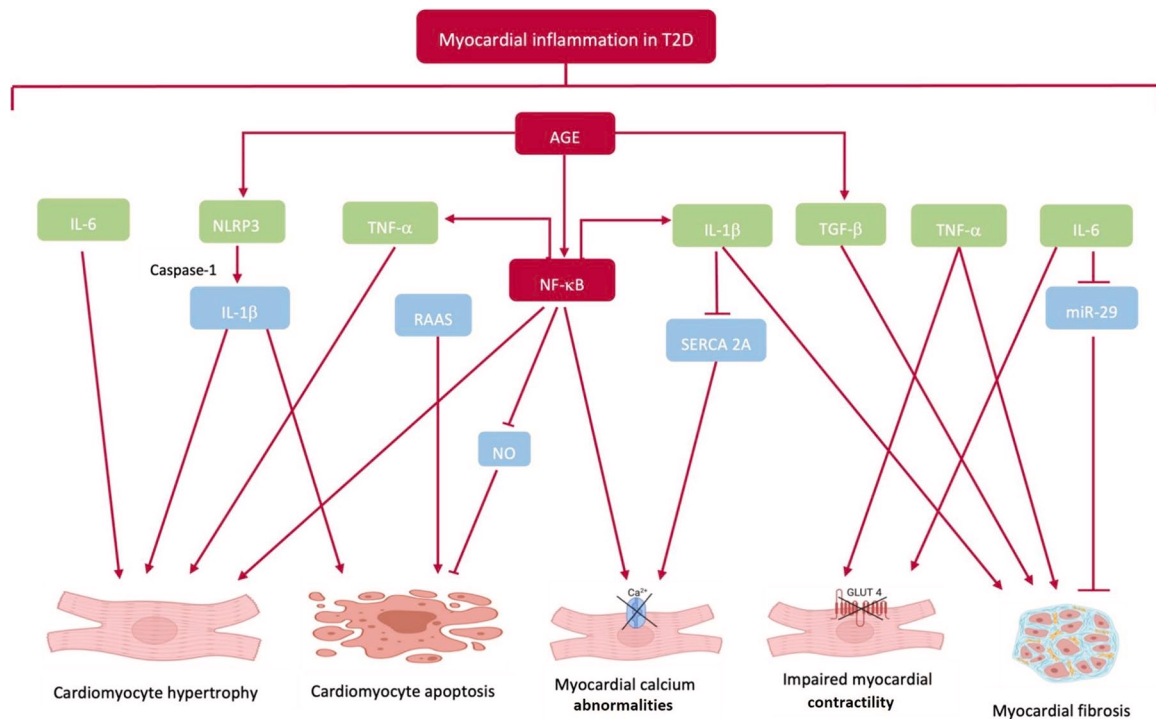 Myocardial inflammation in T2D
AGE
IL-6
NLRP3
TNF-α
IL-1β
TGF-β
TNF-α
IL-6
Caspase-1
NF-κB
IL-1β
RAAS
SERCA 2A
miR-29
NO
Ca²⁺
GLUT 4
Cardiomyocyte hypertrophy
Cardiomyocyte apoptosis
Myocardial calcium
abnormalities
Impaired myocardial
contractility
Myocardial fibrosis